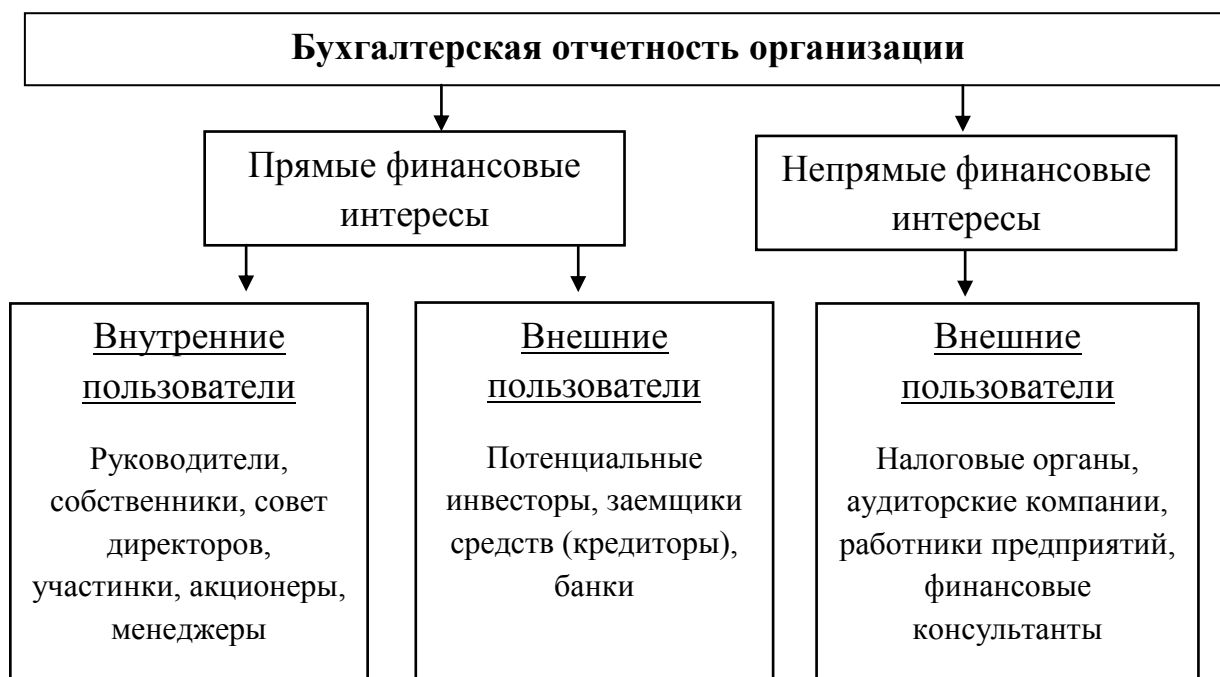 Бухгалтерская отчетность организации
Прямые финансовые
интересы
Непрямые финансовые
интересы
Внутренние
пользователи
Руководители,
собственники, совет
директоров,
участинки, акционеры,
менеджеры
Внешние
пользователи
Потенциальные
инвесторы, заемщики
средств (кредиторы),
банки
Внешние
пользователи
Налоговые органы,
аудиторские компании,
работники предприятий,
финансовые
консультанты